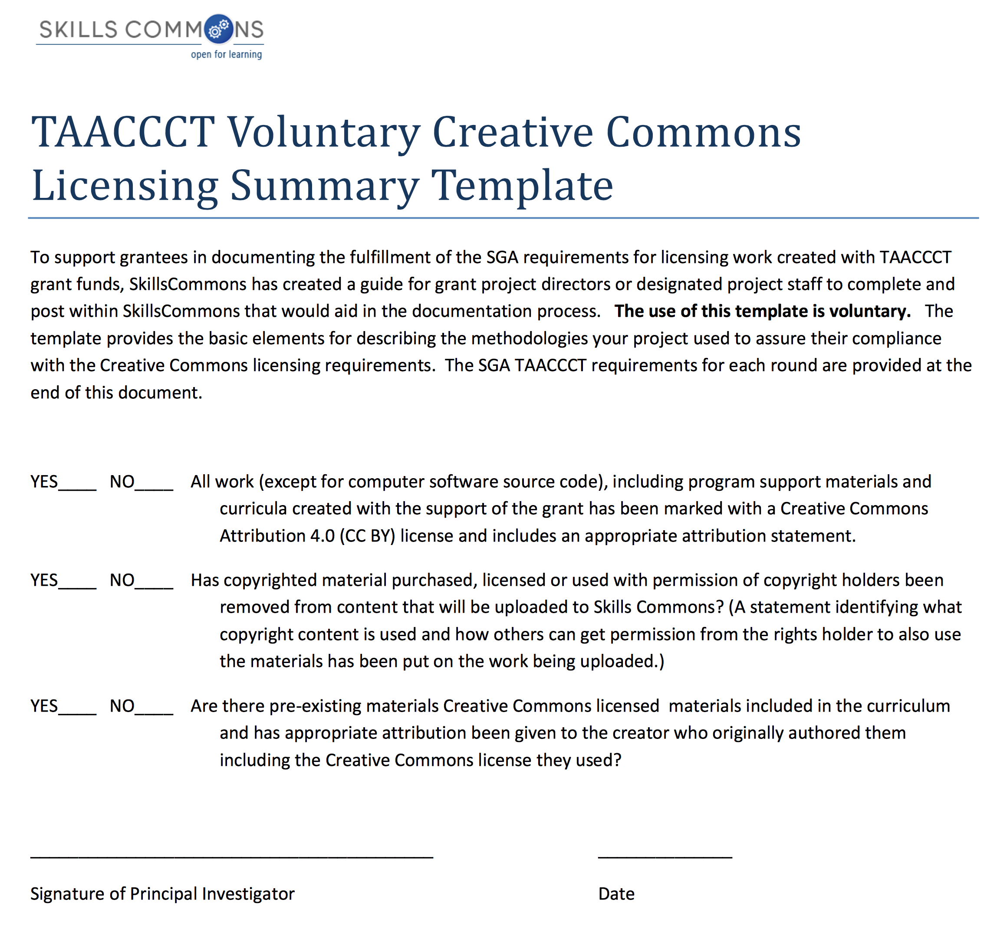 SKILLS COMMONS
open for learning
TAACCCT Voluntary Creative Commons
Licensing Summary Template
To support grantees in documenting the fulfillment of the SGA requirements for licensing work created with TAACCCT
grant funds, SkillsCommons has created a guide for grant project directors or designated project staff to complete and
post within SkillsCommons that would aid in the documentation process.   The use of this template is voluntary.   The
template provides the basic elements for describing the methodologies your project used to assure their compliance
with the Creative Commons licensing requirements.  The SGA TAACCCT requirements for each round are provided at the
end of this document.
YES____   NO____   All work (except for computer software source code), including program support materials and
curricula created with the support of the grant has been marked with a Creative Commons
Attribution 4.0 (CC BY) license and includes an appropriate attribution statement.
YES____   NO____   Has copyrighted material purchased, licensed or used with permission of copyright holders been
removed from content that will be uploaded to Skills Commons? (A statement identifying what
copyright content is used and how others can get permission from the rights holder to also use
the materials has been put on the work being uploaded.)
YES____   NO____   Are there pre-existing materials Creative Commons licensed  materials included in the curriculum
and has appropriate attribution been given to the creator who originally authored them
including the Creative Commons license they used?
Signature of Principal Investigator   Date